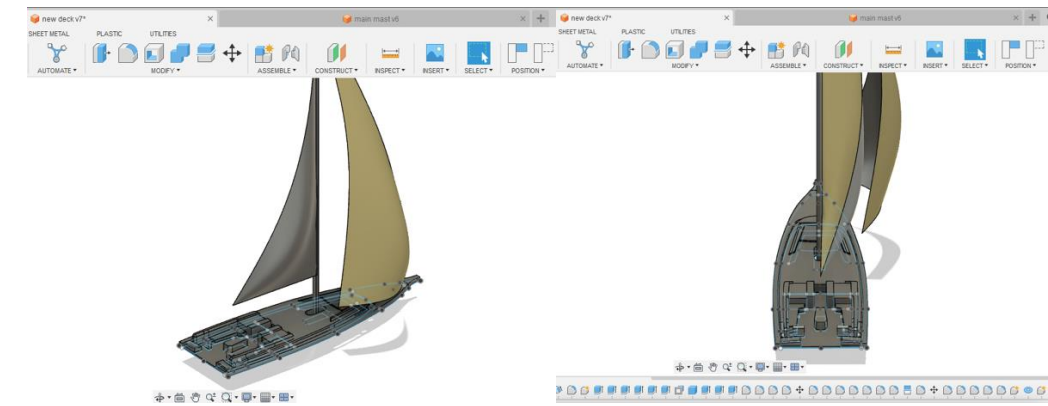 new deck v7*
main mast v6
SHEET METAL
PLASTIC
UTILITIES
AUTOMATE
MODIFY
ASSEMBLE
CONSTRUCT
INSPECT
INSERT
SELECT
POSITION
new deck v7*
main mast v6
SHEET METAL
PLASTIC
UTILITIES
AUTOMATE
MODIFY
ASSEMBLE
CONSTRUCT
INSPECT
INSERT
SELECT
POSITION